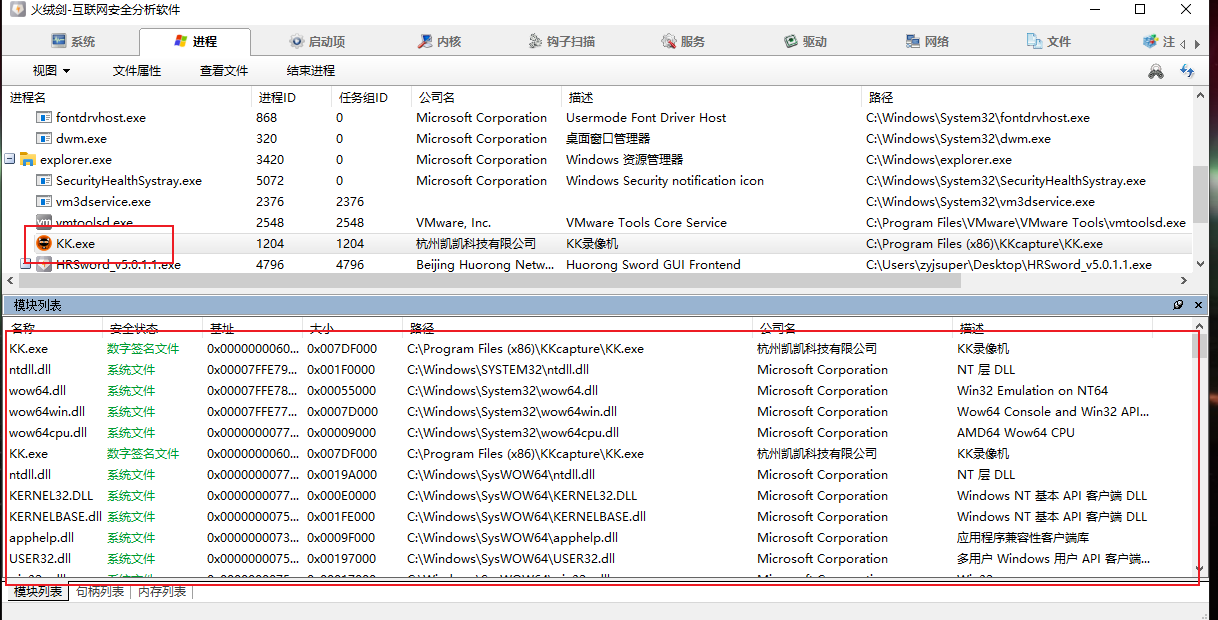 火绒剑-互联网安全分析软件
系统 进程 启动项 内核 钩子扫描 服务 驱动 网络 文件 注
视图 文件属性 查看文件 结束进程
进程名 进程ID 任务组ID 公司名 描述 路径
fontdrvhost.exe 868 0 Microsoft Corporation Usermode Font Driver Host C:\Windows\System32\fontdrvhost.exe
dwm.exe 320 0 Microsoft Corporation 桌面窗口管理器 C:\Windows\System32\dwm.exe
explorer.exe 3420 0 Microsoft Corporation Windows 资源管理器 C:\Windows\explorer.exe
SecurityHealthSystray.exe 5072 0 Microsoft Corporation Windows Security notification icon C:\Windows\System32\SecurityHealthSystray.exe
vm3dservice.exe 2376 2376 C:\Windows\System32\vm3dservice.exe
vmtoolsd.exe 2548 2548 VMware, Inc. VMware Tools Core Service C:\Program Files\VMware\VMware Tools\vmtoolsd.exe
KK.exe 1204 1204 杭州凯凯科技有限公司 KK录像机 C:\Program Files (x86)\KKcapture\KK.exe
HRSword_v5.0.1.1.exe 4796 4796 Beijing Huorong Netw... Huorong Sword GUI Frontend C:\Users\zyjsuper\Desktop\HRSword_v5.0.1.1.exe
模块列表
名称 安全状态 基址 大小 路径 公司名 描述
KK.exe 数字签名文件 0x0000000060... 0x007DF000 C:\Program Files (x86)\KKcapture\KK.exe 杭州凯凯科技有限公司 KK录像机
ntdll.dll 系统文件 0x00007FFE79... 0x001F0000 C:\Windows\SYSTEM32\ntdll.dll Microsoft Corporation NT 层 DLL
wow64.dll 系统文件 0x00007FFE78... 0x00055000 C:\Windows\System32\wow64.dll Microsoft Corporation Win32 Emulation on NT64
wow64win.dll 系统文件 0x00007FFE77... 0x0007D000 C:\Windows\System32\wow64win.dll Microsoft Corporation Wow64 Console and Win32 API...
wow64cpu.dll 系统文件 0x0000000077... 0x00009000 C:\Windows\System32\wow64cpu.dll Microsoft Corporation AMD64 Wow64 CPU
KK.exe 数字签名文件 0x0000000060... 0x007DF000 C:\Program Files (x86)\KKcapture\KK.exe 杭州凯凯科技有限公司 KK录像机
ntdll.dll 系统文件 0x0000000077... 0x0019A000 C:\Windows\SysWOW64\ntdll.dll Microsoft Corporation NT 层 DLL
KERNEL32.DLL 系统文件 0x0000000077... 0x000E0000 C:\Windows\SysWOW64\KERNEL32.DLL Microsoft Corporation Windows NT 基本 API 客户端 DLL
KERNELBASE.dll 系统文件 0x0000000075... 0x001FE000 C:\Windows\SysWOW64\KERNELBASE.dll Microsoft Corporation Windows NT 基本 API 客户端 DLL
apphelp.dll 系统文件 0x0000000073... 0x0009F000 C:\Windows\SysWOW64\apphelp.dll Microsoft Corporation 应用程序兼容性客户端库
USER32.dll 系统文件 0x0000000075... 0x00197000 C:\Windows\SysWOW64\USER32.dll Microsoft Corporation 多用户 Windows 用户 API 客户端...
模块列表 句柄列表 内存列表